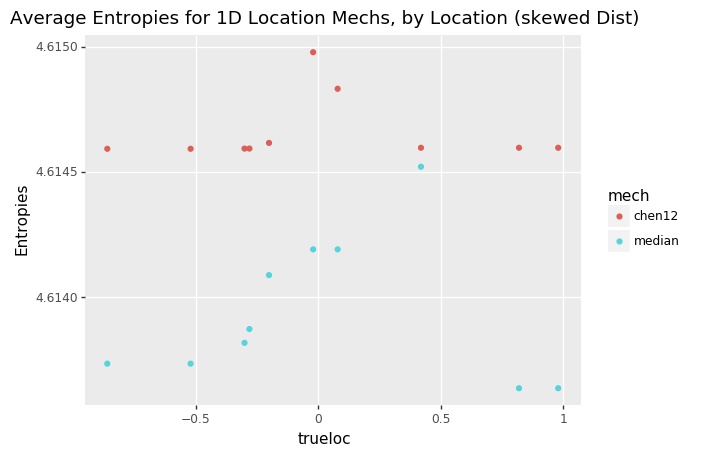 Average Entropies for 1D Location Mechs, by Location (skewed Dist)
4.6150
4.6145
4.6140
Entropies
−0.5
0
0.5
1
trueloc
mech
chen12
median